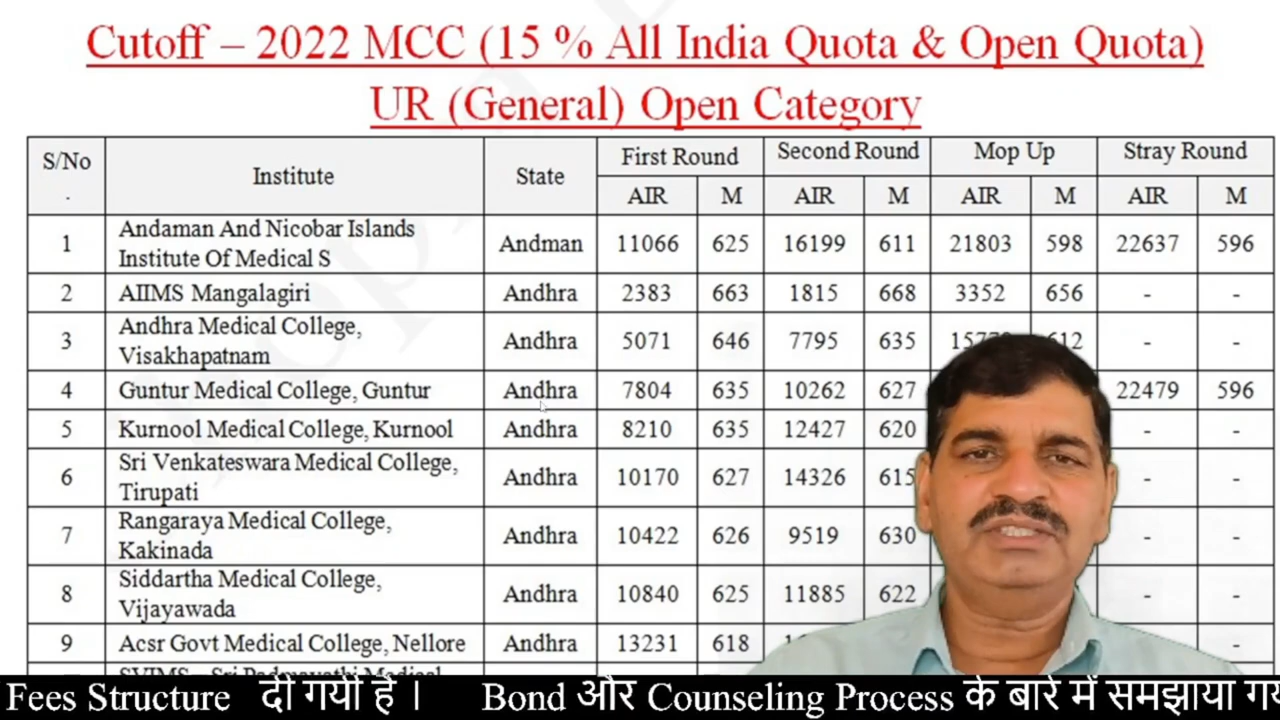 Cutoff – 2022 MCC (15 % All India Quota & Open Quota)
UR (General) Open Category
S/No. Institute State First Round Second Round Mop Up Stray Round
AIR M AIR M AIR M AIR M
1 Andaman And Nicobar Islands Institute Of Medical S Andman 11066 625 16199 611 21803 598 22637 596
2 AIIMS Mangalagiri Andhra 2383 663 1815 668 3352 656 - -
3 Andhra Medical College, Visakhapatnam Andhra 5071 646 7795 635 612 - -
4 Guntur Medical College, Guntur Andhra 7804 635 10262 627 22479 596
5 Kurnool Medical College, Kurnool Andhra 8210 635 12427 620 - -
6 Sri Venkateswara Medical College, Tirupati Andhra 10170 627 14326 615 - -
7 Rangaraya Medical College, Kakinada Andhra 10422 626 9519 630 - -
8 Siddartha Medical College, Vijayawada Andhra 10840 625 11885 622 - -
9 Acsr Govt Medical College, Nellore Andhra 13231 618 -
Fees Structure दी गयी है । Bond और Counseling Process के बारे में समझाया